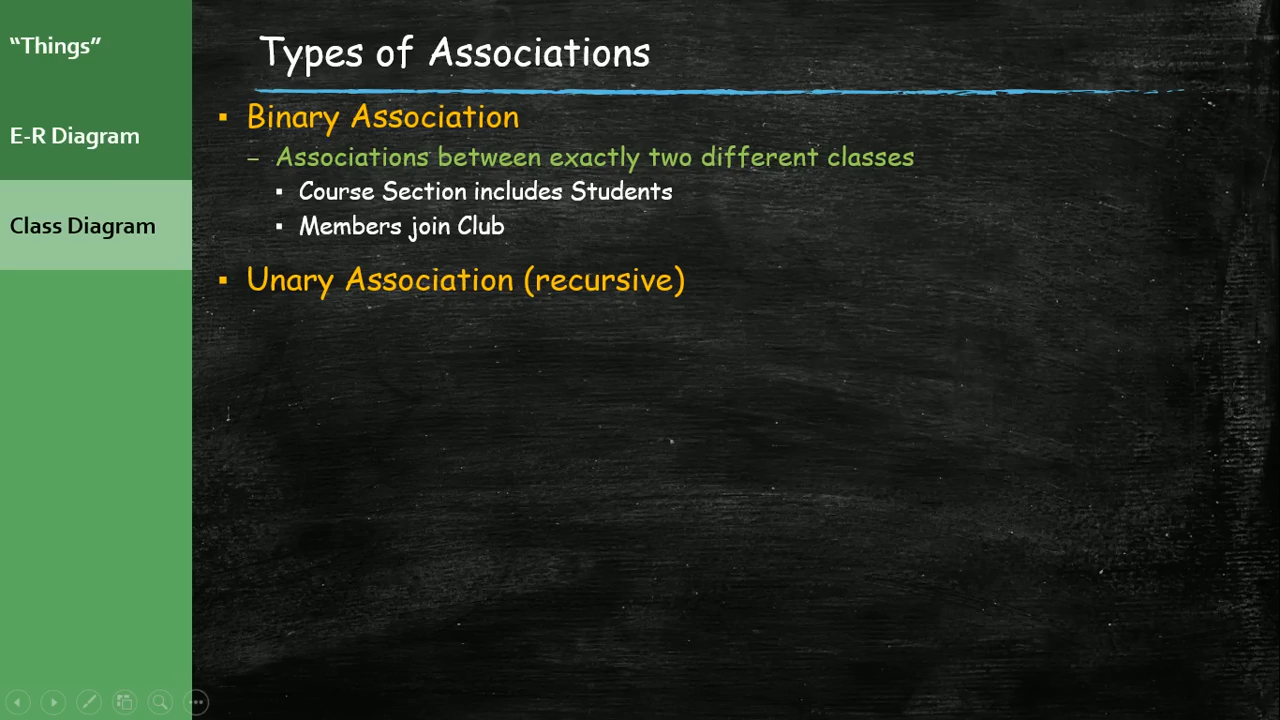 “Things”
E-R Diagram
Class Diagram
Types of Associations
▪ Binary Association
– Associations between exactly two different classes
▪ Course Section includes Students
▪ Members join Club
▪ Unary Association (recursive)